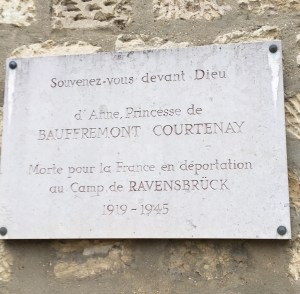 Souvenez-vous devant Dieu
d'Anne, Princesse de
BAUFFREMONT COURTENAY
Morte pour la France en déportation
au Camp de RAVENSBRÜCK
1919 - 1945